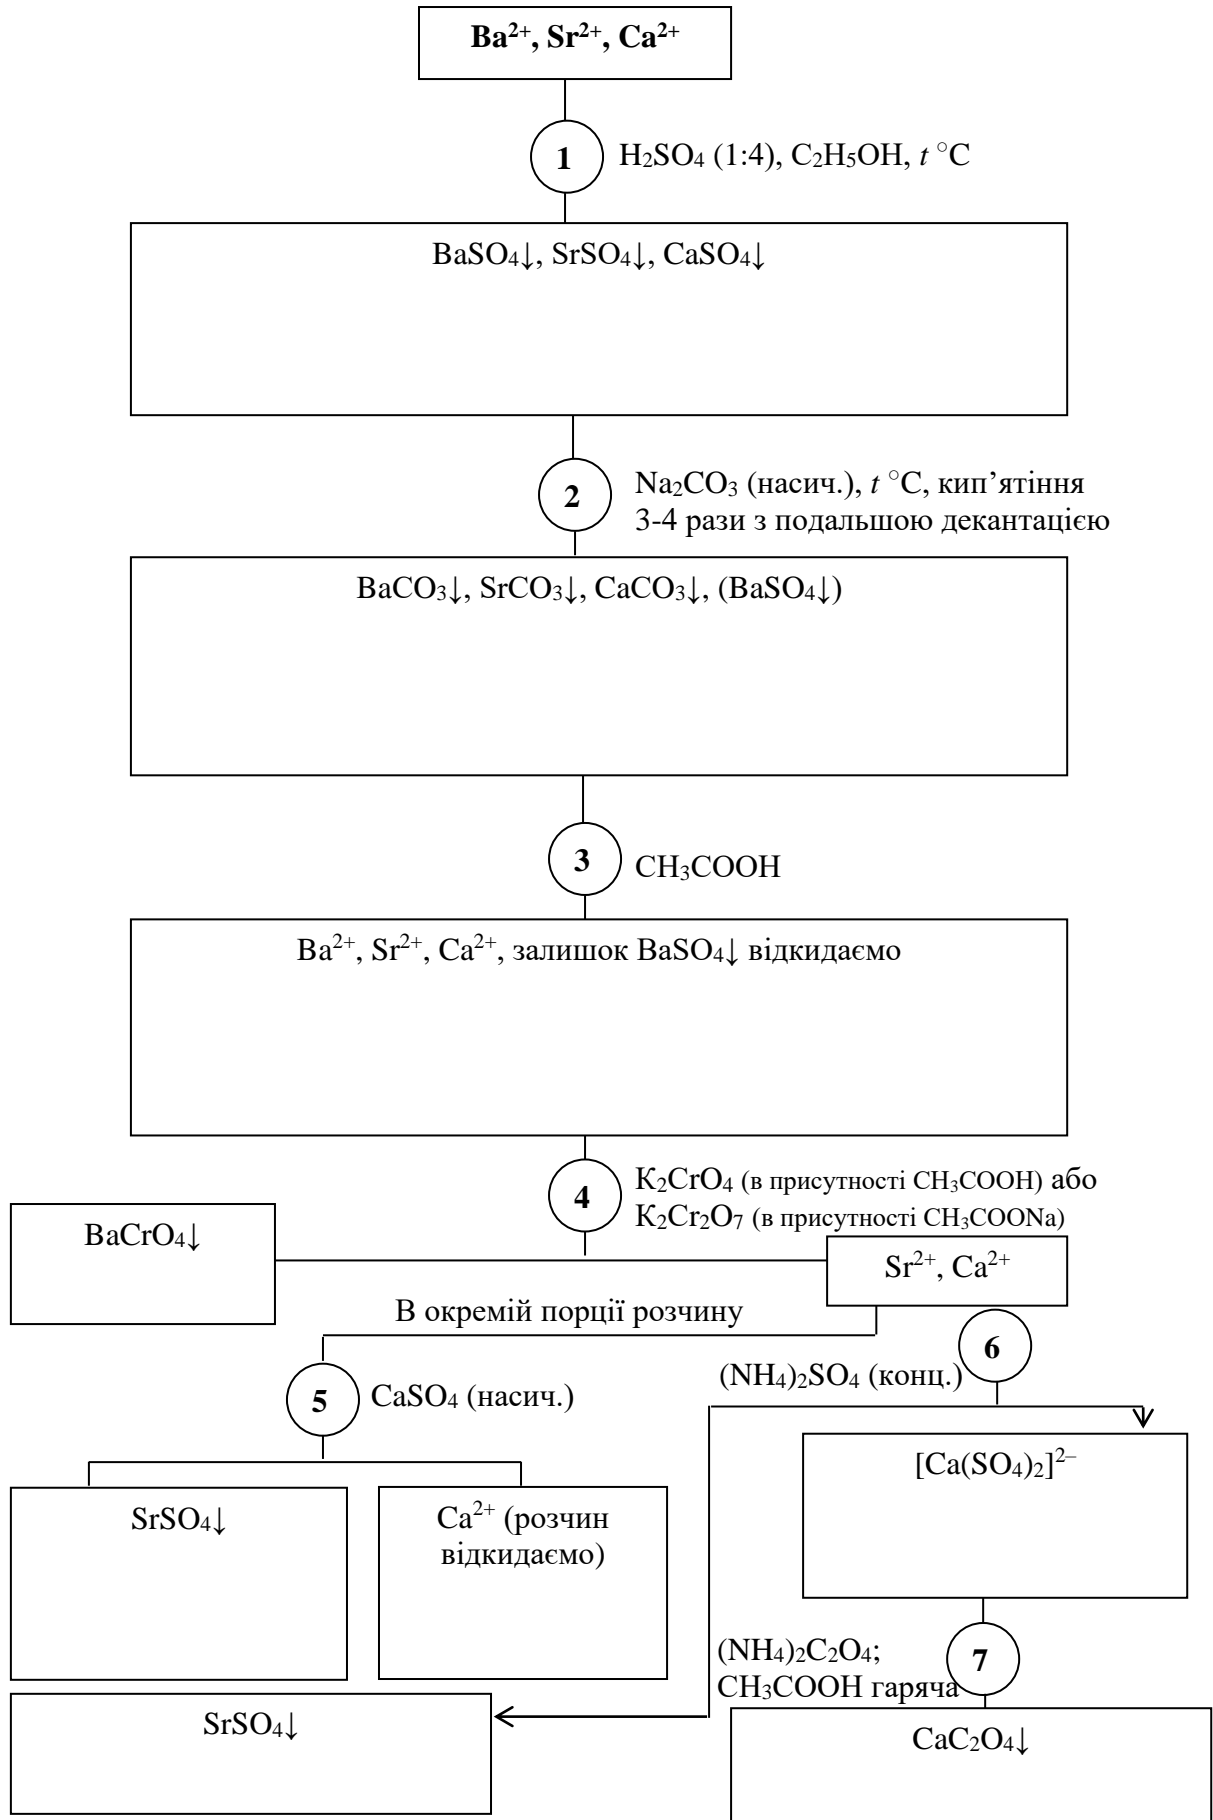 Ba²⁺, Sr²⁺, Ca²⁺
1
H₂SO₄ (1:4), C₂H₅OH, t °C
BaSO₄↓, SrSO₄↓, CaSO₄↓
2
Na₂CO₃ (насич.), t °C, кип’ятіння
3-4 рази з подальшою декантацією
BaCO₃↓, SrCO₃↓, CaCO₃↓, (BaSO₄↓)
3
CH₃COOH
Ba²⁺, Sr²⁺, Ca²⁺, залишок BaSO₄↓ відкидаємо
4
К₂CrO₄ (в присутності CH₃COOH) або
К₂Cr₂O₇ (в присутності CH₃COONa)
BaCrO₄↓
Sr²⁺, Ca²⁺
В окремій порції розчину
5
CaSO₄ (насич.)
6
(NH₄)₂SO₄ (конц.)
SrSO₄↓
Ca²⁺ (розчин
відкидаємо)
[Ca(SO₄)₂]²⁻
7
(NH₄)₂C₂O₄;
CH₃COOH гаряча
SrSO₄↓
CaC₂O₄↓